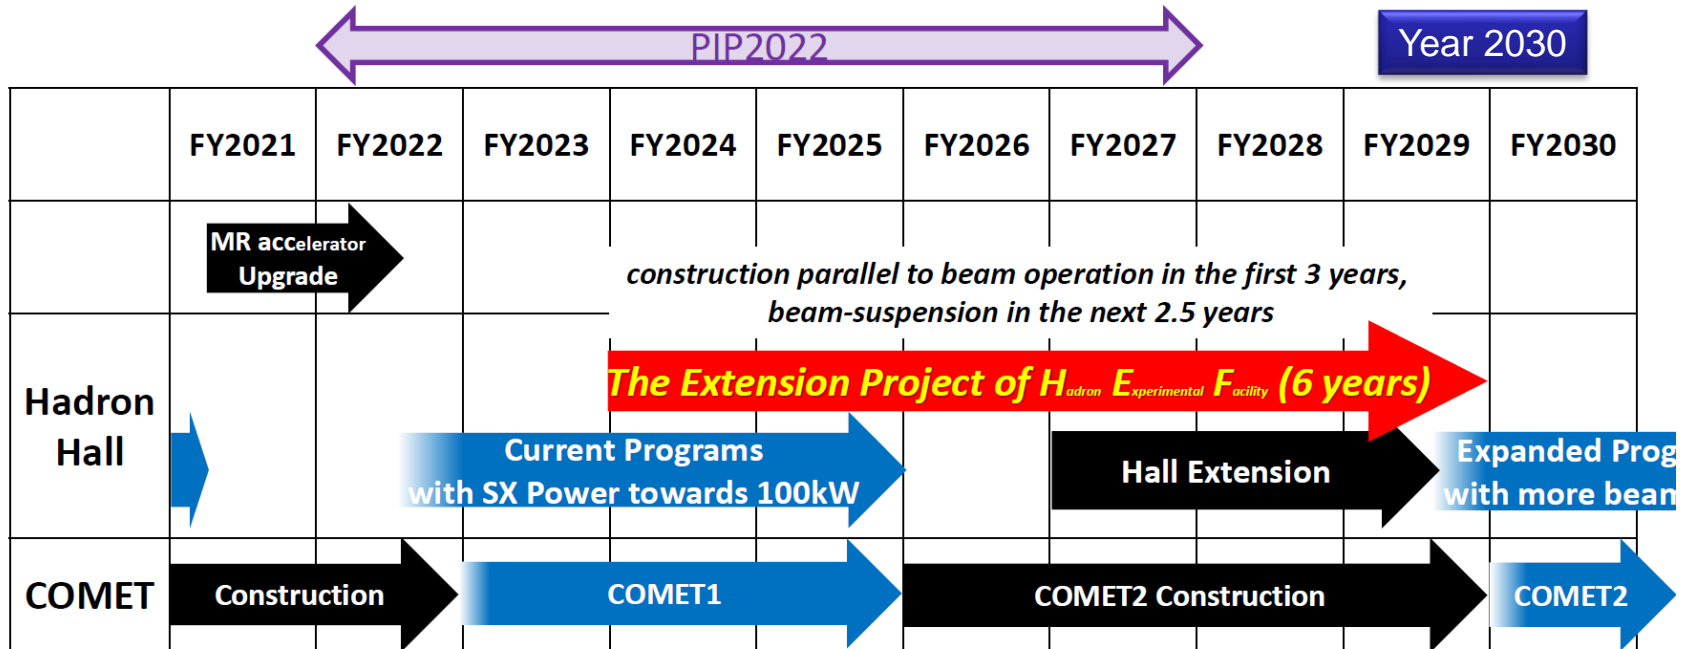 PIP2022
Year 2030
FY2021 FY2022 FY2023 FY2024 FY2025 FY2026 FY2027 FY2028 FY2029 FY2030
MR accelerator
Upgrade
construction parallel to beam operation in the first 3 years,
beam-suspension in the next 2.5 years
The Extension Project of Hadron Experimental Facility (6 years)
Hadron
Hall
Current Programs
with SX Power towards 100kW
Hall Extension
Expanded Prog
with more beam
COMET
Construction
COMET1
COMET2 Construction
COMET2